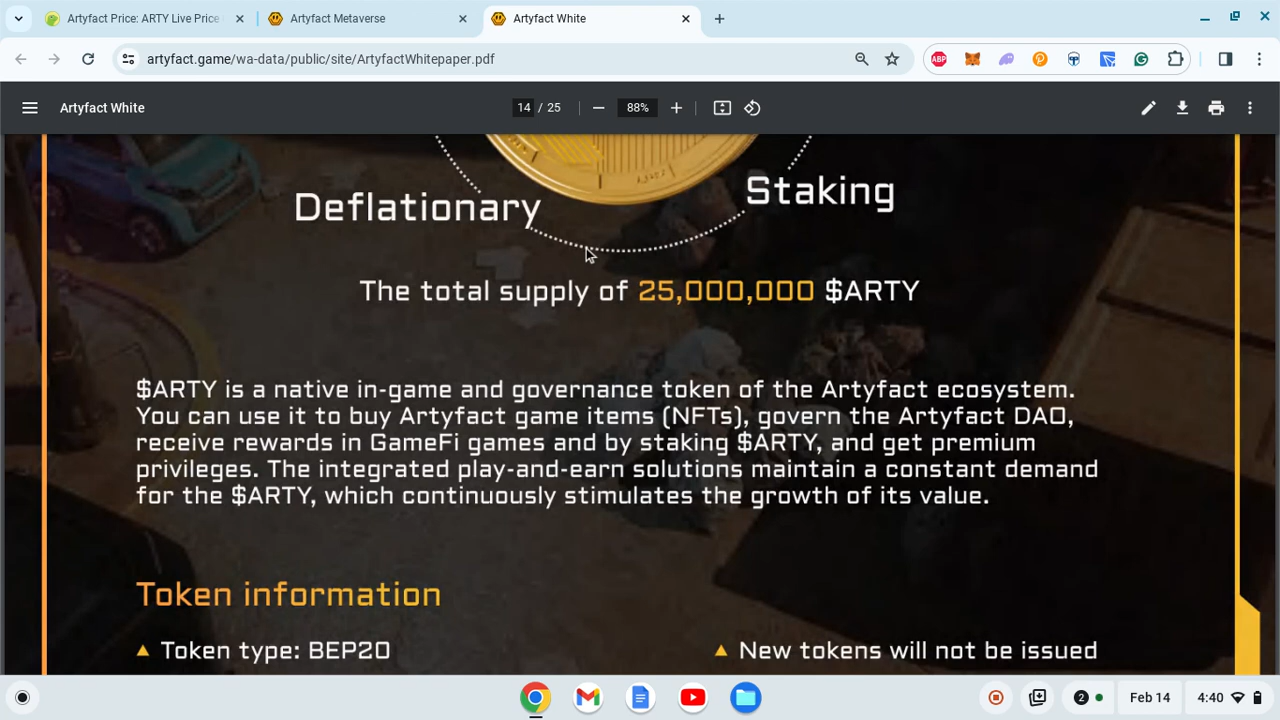 Artyfact Price: ARTY Live Price
Artyfact Metaverse
Artyfact White
artyfact.game/ma-data/public/site/ArtyfactWhitepaper.pdf
ABP
Artyfact White
14 / 25
88%
Deflationary
Staking
The total supply of 25,000,000 $ARTY
$ARTY is a native in-game and governance token of the Artyfact ecosystem.
You can use it to buy Artyfact game items (NFTs), govern the Artyfact DAO,
receive rewards in GameFi games and by staking $ARTY, and get premium
privileges. The integrated play-and-earn solutions maintain a constant demand
for the $ARTY, which continuously stimulates the growth of its value.
Token information
Token type: BEP20
New tokens will not be issued
2
Feb 14
4:40